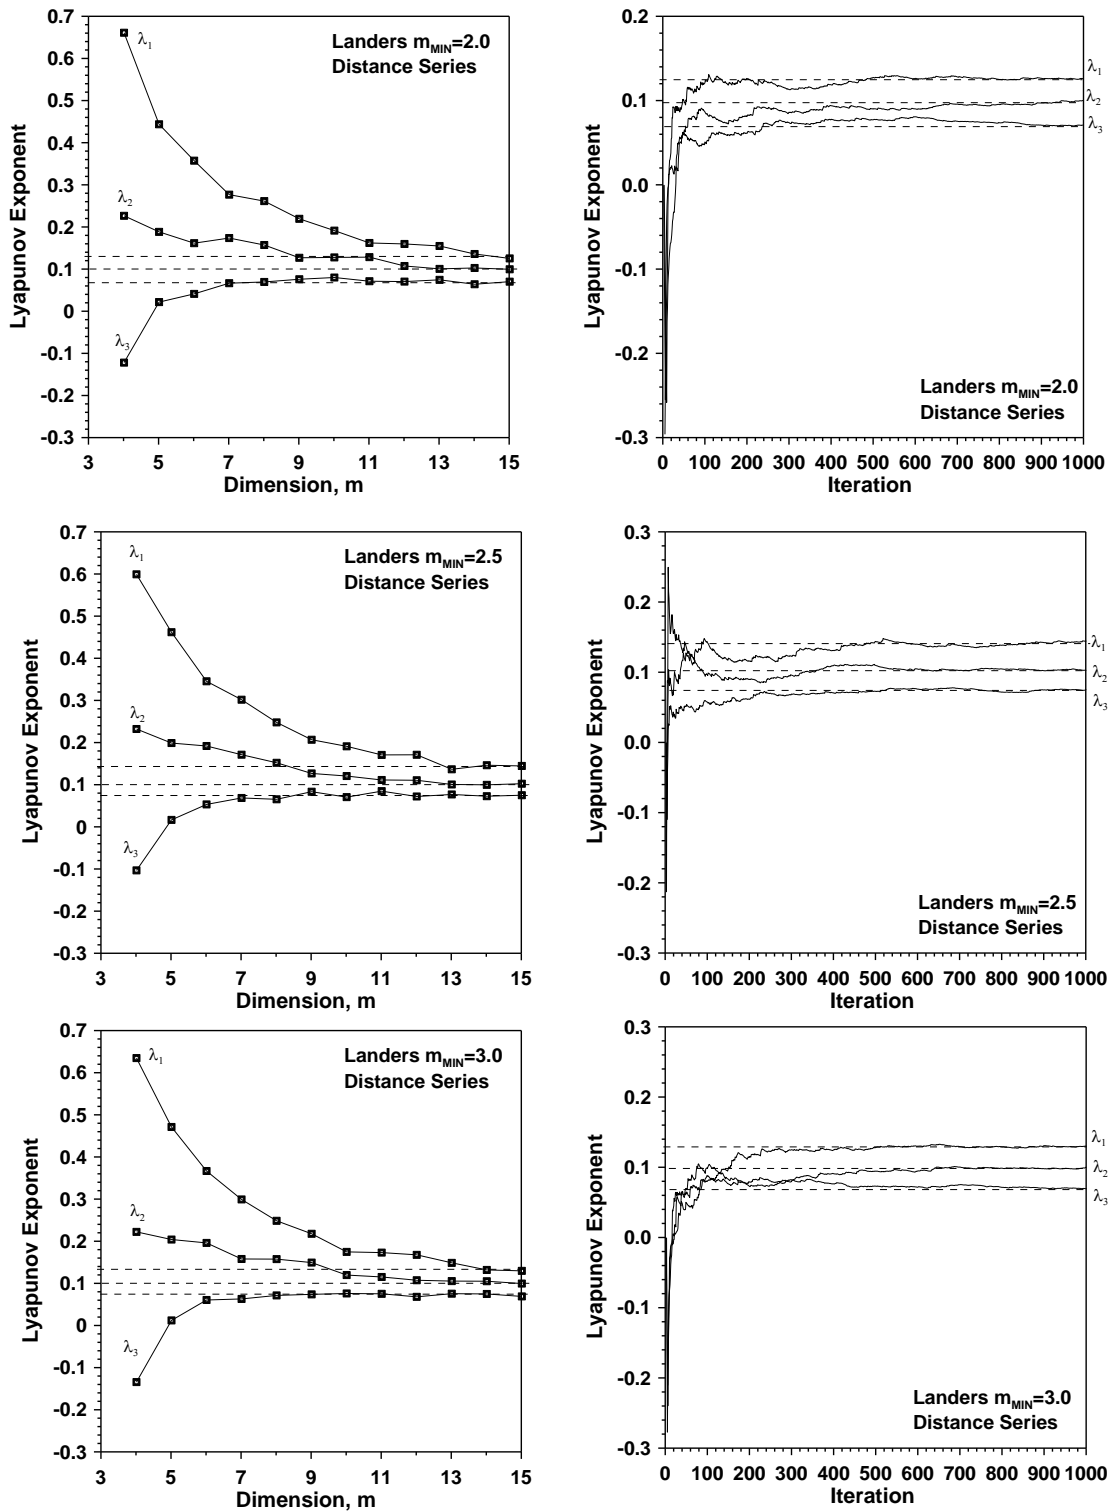 0.7
0.6
0.5
0.4
0.3
0.2
0.1
0
-0.1
-0.2
-0.3
Lyapunov Exponent
λ1
λ2
λ3
Landers mMIN=2.0
Distance Series
3 5 7 9 11 13 15
Dimension, m
0.2
0.1
0.0
-0.1
-0.2
-0.3
Lyapunov Exponent
λ1
λ2
λ3
Landers mMIN=2.0
Distance Series
0 100 200 300 400 500 600 700 800 900 1000
Iteration
0.7
0.6
0.5
0.4
0.3
0.2
0.1
0
-0.1
-0.2
-0.3
Lyapunov Exponent
λ1
λ2
λ3
Landers mMIN=2.5
Distance Series
3 5 7 9 11 13 15
Dimension, m
0.3
0.2
0.1
0.0
-0.1
-0.2
-0.3
Lyapunov Exponent
λ1
λ2
λ3
Landers mMIN=2.5
Distance Series
0 100 200 300 400 500 600 700 800 900 1000
Iteration
0.7
0.6
0.5
0.4
0.3
0.2
0.1
0
-0.1
-0.2
-0.3
Lyapunov Exponent
λ1
λ2
λ3
Landers mMIN=3.0
Distance Series
3 5 7 9 11 13 15
Dimension, m
0.3
0.2
0.1
0.0
-0.1
-0.2
-0.3
Lyapunov Exponent
λ1
λ2
λ3
Landers mMIN=3.0
Distance Series
0 100 200 300 400 500 600 700 800 900 1000
Iteration